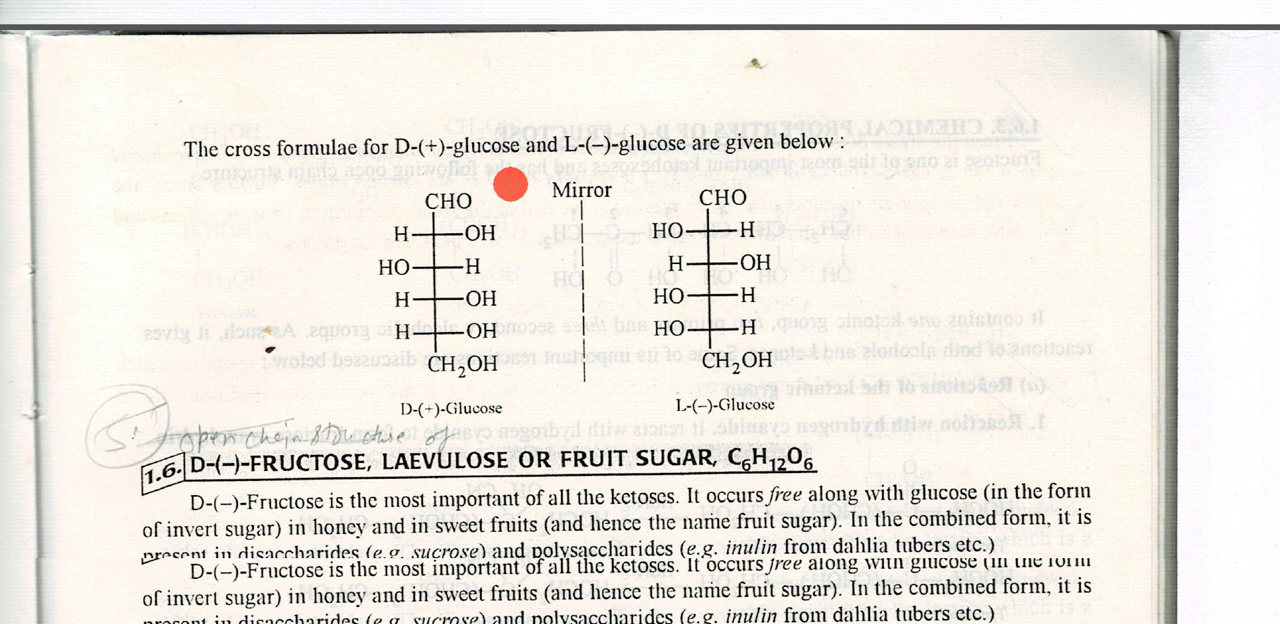 The cross formulae for D-(+)-glucose and L-(–)-glucose are given below :
Mirror
CHO CHO
H OH HO H
HO H H OH
H OH HO H
H OH HO H
CH₂OH CH₂OH
D-(+)-Glucose L-(–)-Glucose
5. open chain structure of
1.6. D-(–)-FRUCTOSE, LAEVULOSE OR FRUIT SUGAR, C₆H₁₂O₆
D-(–)-Fructose is the most important of all the ketoses. It occurs free along with glucose (in the form
of invert sugar) in honey and in sweet fruits (and hence the name fruit sugar). In the combined form, it is
present in disaccharides (e.g. sucrose) and polysaccharides (e.g. inulin from dahlia tubers etc.)
D-(–)-Fructose is the most important of all the ketoses. It occurs free along with glucose (in the form
of invert sugar) in honey and in sweet fruits (and hence the name fruit sugar). In the combined form, it is
present in disaccharides (e.g. sucrose) and polysaccharides (e.g. inulin from dahlia tubers etc.)